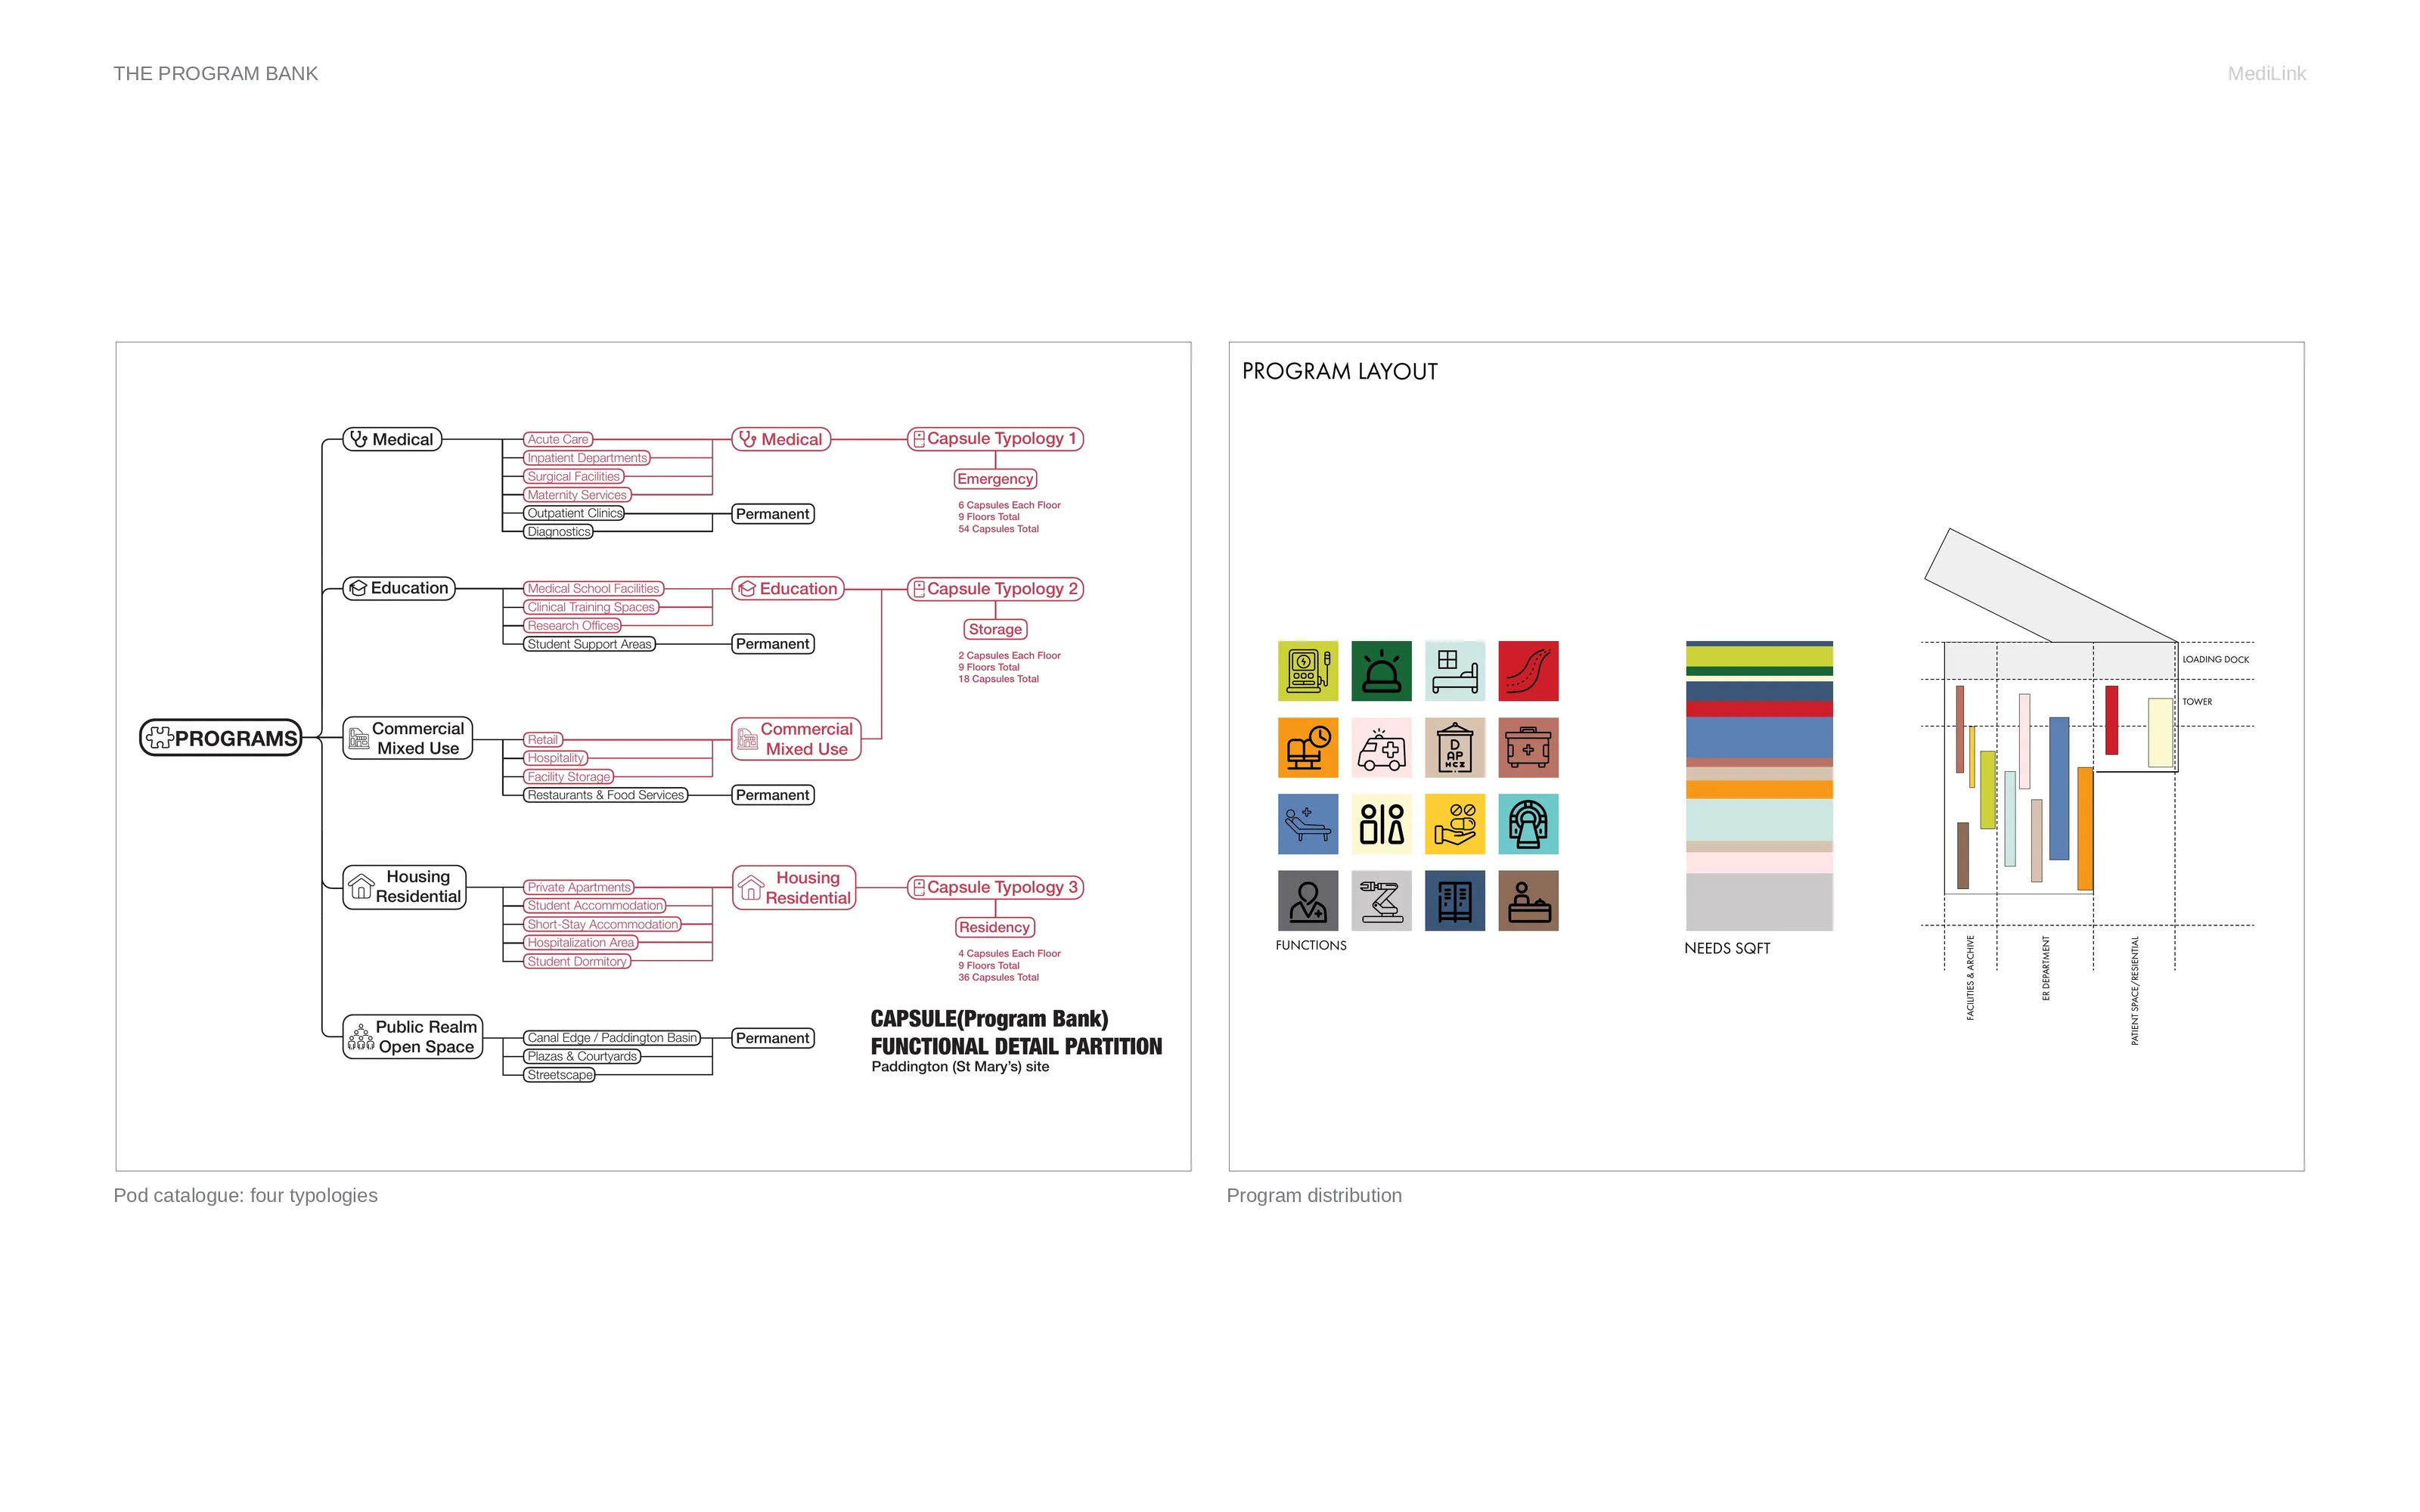 THE PROGRAM BANK
MediLink
PROGRAMS
Medical
Acute Care
Inpatient Departments
Surgical Facilities
Maternity Services
Outpatient Clinics
Diagnostics
Medical
Permanent
Capsule Typology 1
Emergency
6 Capsules Each Floor
9 Floors Total
54 Capsules Total
Education
Medical School Facilities
Clinical Training Spaces
Research Offices
Student Support Areas
Education
Permanent
Capsule Typology 2
Storage
2 Capsules Each Floor
9 Floors Total
18 Capsules Total
Commercial
Mixed Use
Retail
Hospitality
Facility Storage
Restaurants & Food Services
Commercial
Mixed Use
Permanent
Housing
Residential
Private Apartments
Student Accommodation
Short-Stay Accommodation
Hospitalization Area
Student Dormitory
Housing
Residential
Capsule Typology 3
Residency
4 Capsules Each Floor
9 Floors Total
36 Capsules Total
Public Realm
Open Space
Canal Edge / Paddington Basin
Plazas & Courtyards
Streetscape
Permanent
CAPSULE(Program Bank)
FUNCTIONAL DETAIL PARTITION
Paddington (St Mary's) site
Pod catalogue: four typologies
PROGRAM LAYOUT
D
AP
HCZ
FUNCTIONS
NEEDS SQFT
LOADING DOCK
TOWER
FACILITIES & ARCHIVE
ER DEPARTMENT
PATIENT SPACE/RESIENTIAL
Program distribution